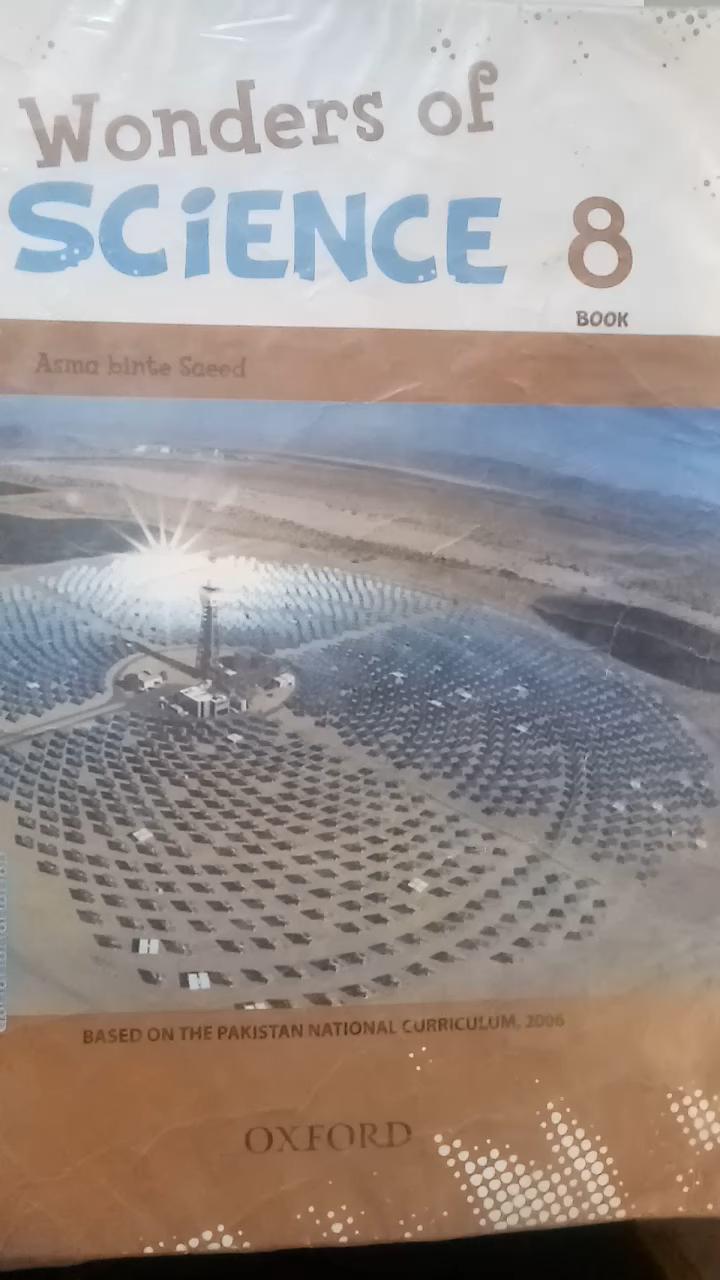 Wonders of
SCiENCE 8
BOOK
Asma binte Saeed
BASED ON THE PAKISTAN NATIONAL CURRICULUM, 2006
OXFORD